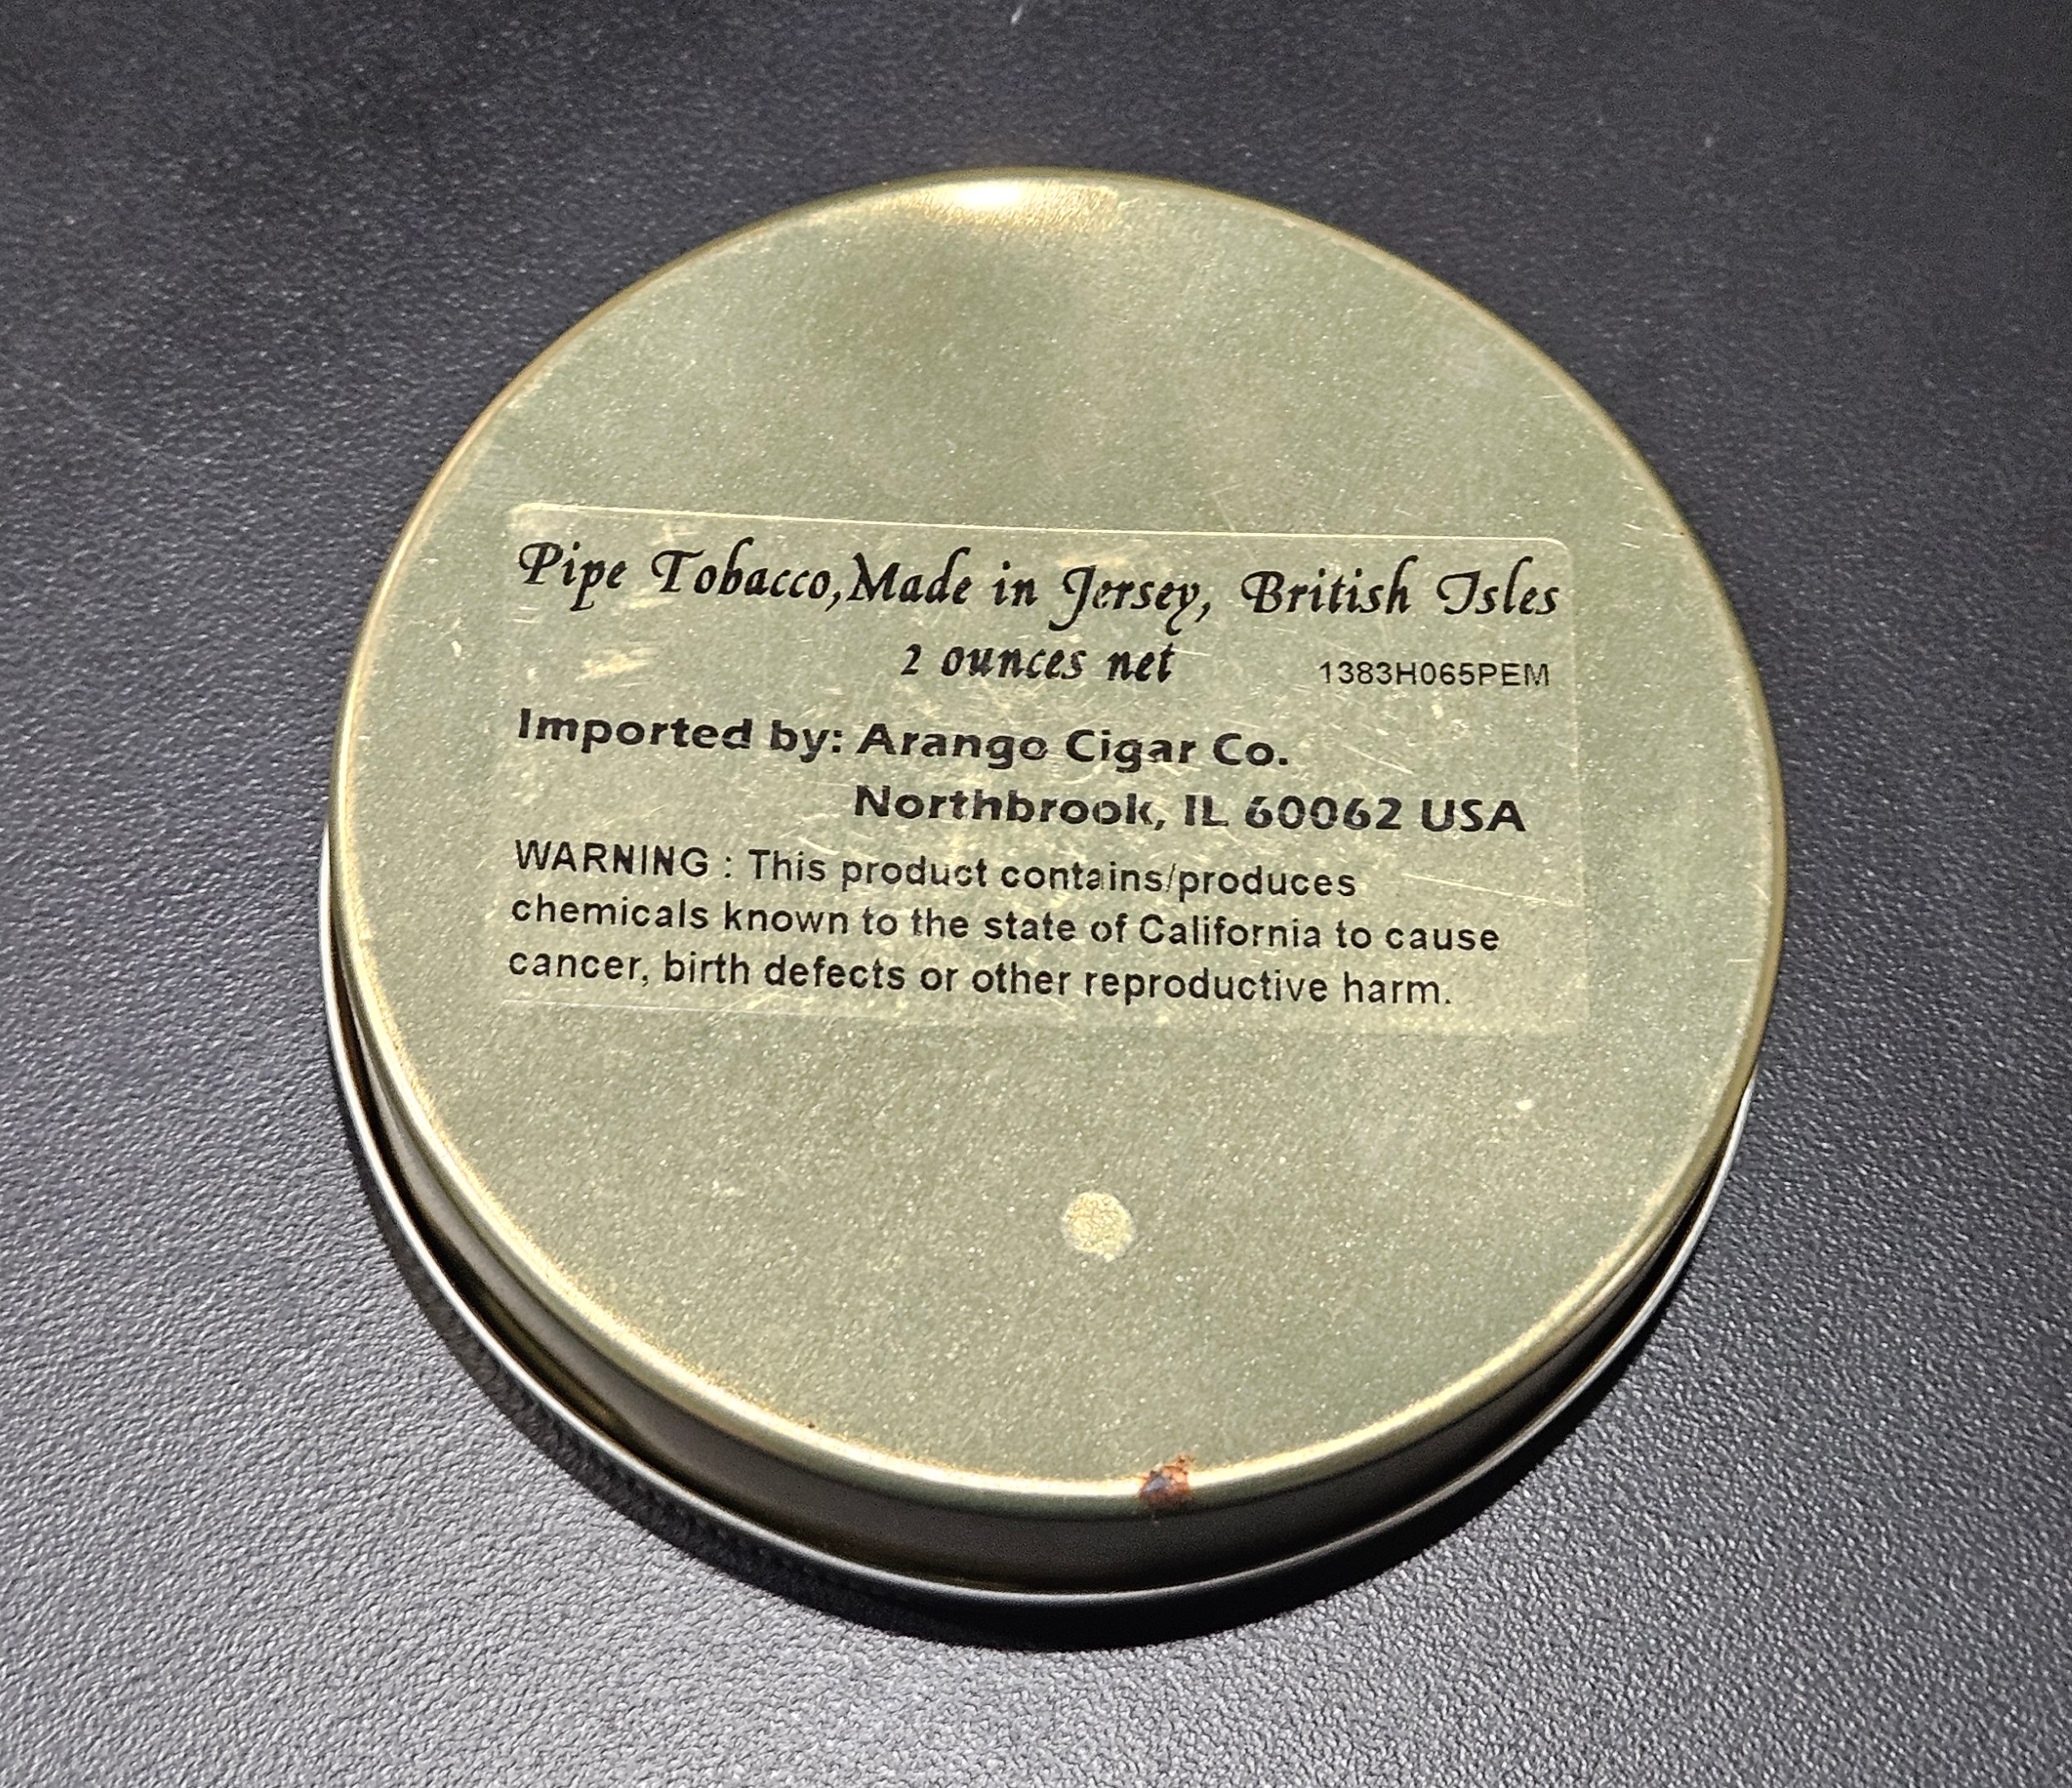 Pipe Tobacco,Made in Jersey, British Isles
2 ounces net 1383H065PEM
Imported by: Arango Cigar Co.
Northbrook, IL 60062 USA
WARNING : This product contains/produces
chemicals known to the state of California to cause
cancer, birth defects or other reproductive harm.